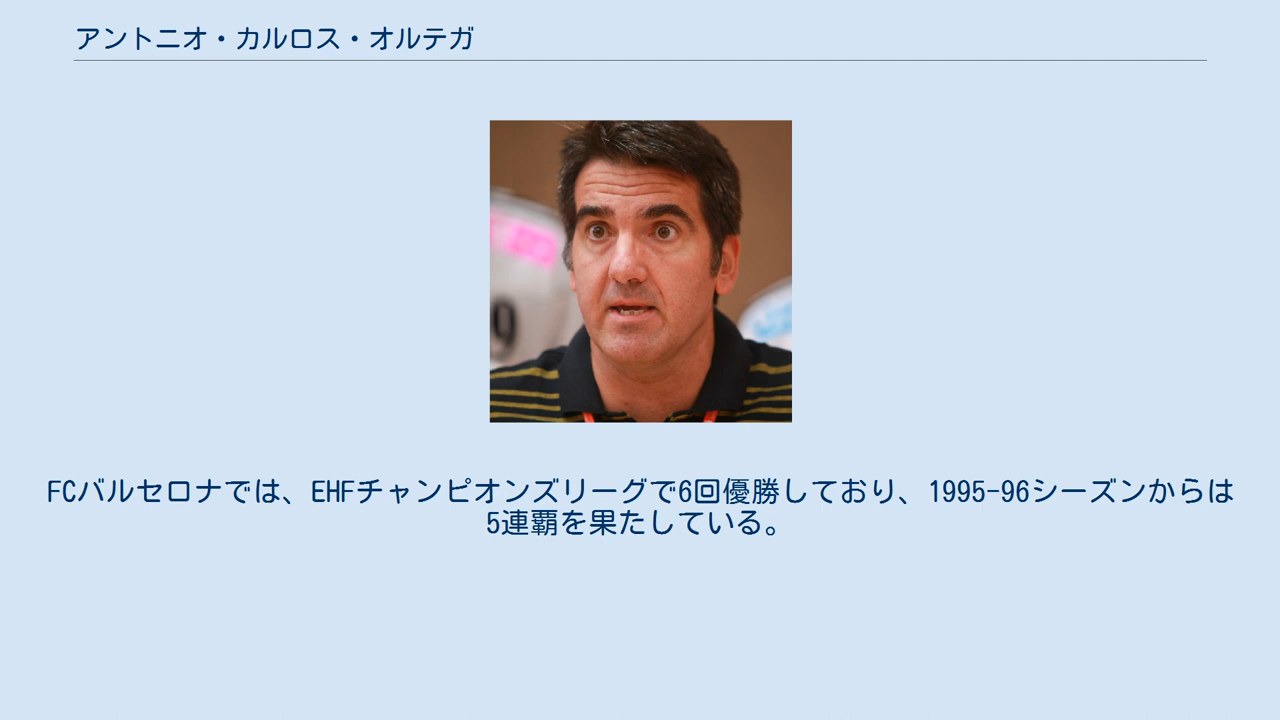 アントニオ・カルロス・オルテガ
9
FCバルセロナでは、EHFチャンピオンズリーグで6回優勝しており、1995-96シーズンからは
5連覇を果たしている。